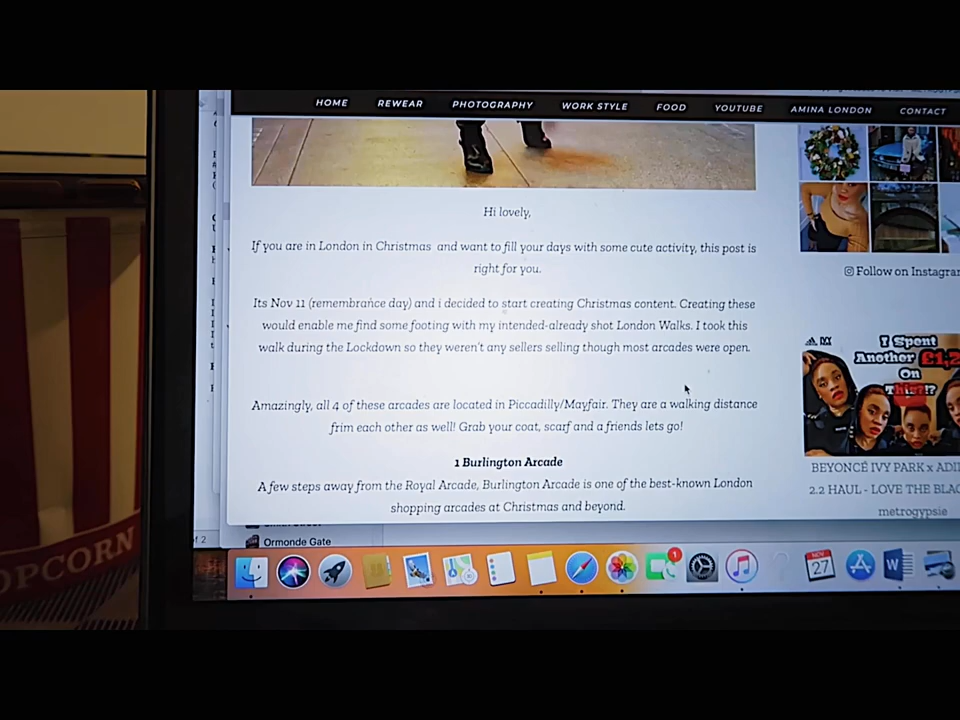 HOME REWEAR PHOTOGRAPHY WORK STYLE FOOD YOUTUBE AMINA LONDON CONTACT
Hi lovely,
If you are in London in Christmas and want to fill your days with some cute activity, this post is
right for you.
Its Nov 11 (remembrance day) and i decided to start creating Christmas content. Creating these
would enable me find some footing with my intended-already shot London Walks. I took this
walk during the Lockdown so they weren't any sellers selling though most arcades were open.
Amazingly, all 4 of these arcades are located in Piccadilly/Mayfair. They are a walking distance
frim each other as well! Grab your coat, scarf and a friends lets go!
1 Burlington Arcade
A few steps away from the Royal Arcade, Burlington Arcade is one of the best-known London
shopping arcades at Christmas and beyond.
Follow on Instagram
I Spent
Another £1,2
On
This?!?
BEYONCÉ IVY PARK x ADI
2.2 HAUL - LOVE THE BLAC
metrogypsie
Ormonde Gate
OPCORN
1
NOV
27
W